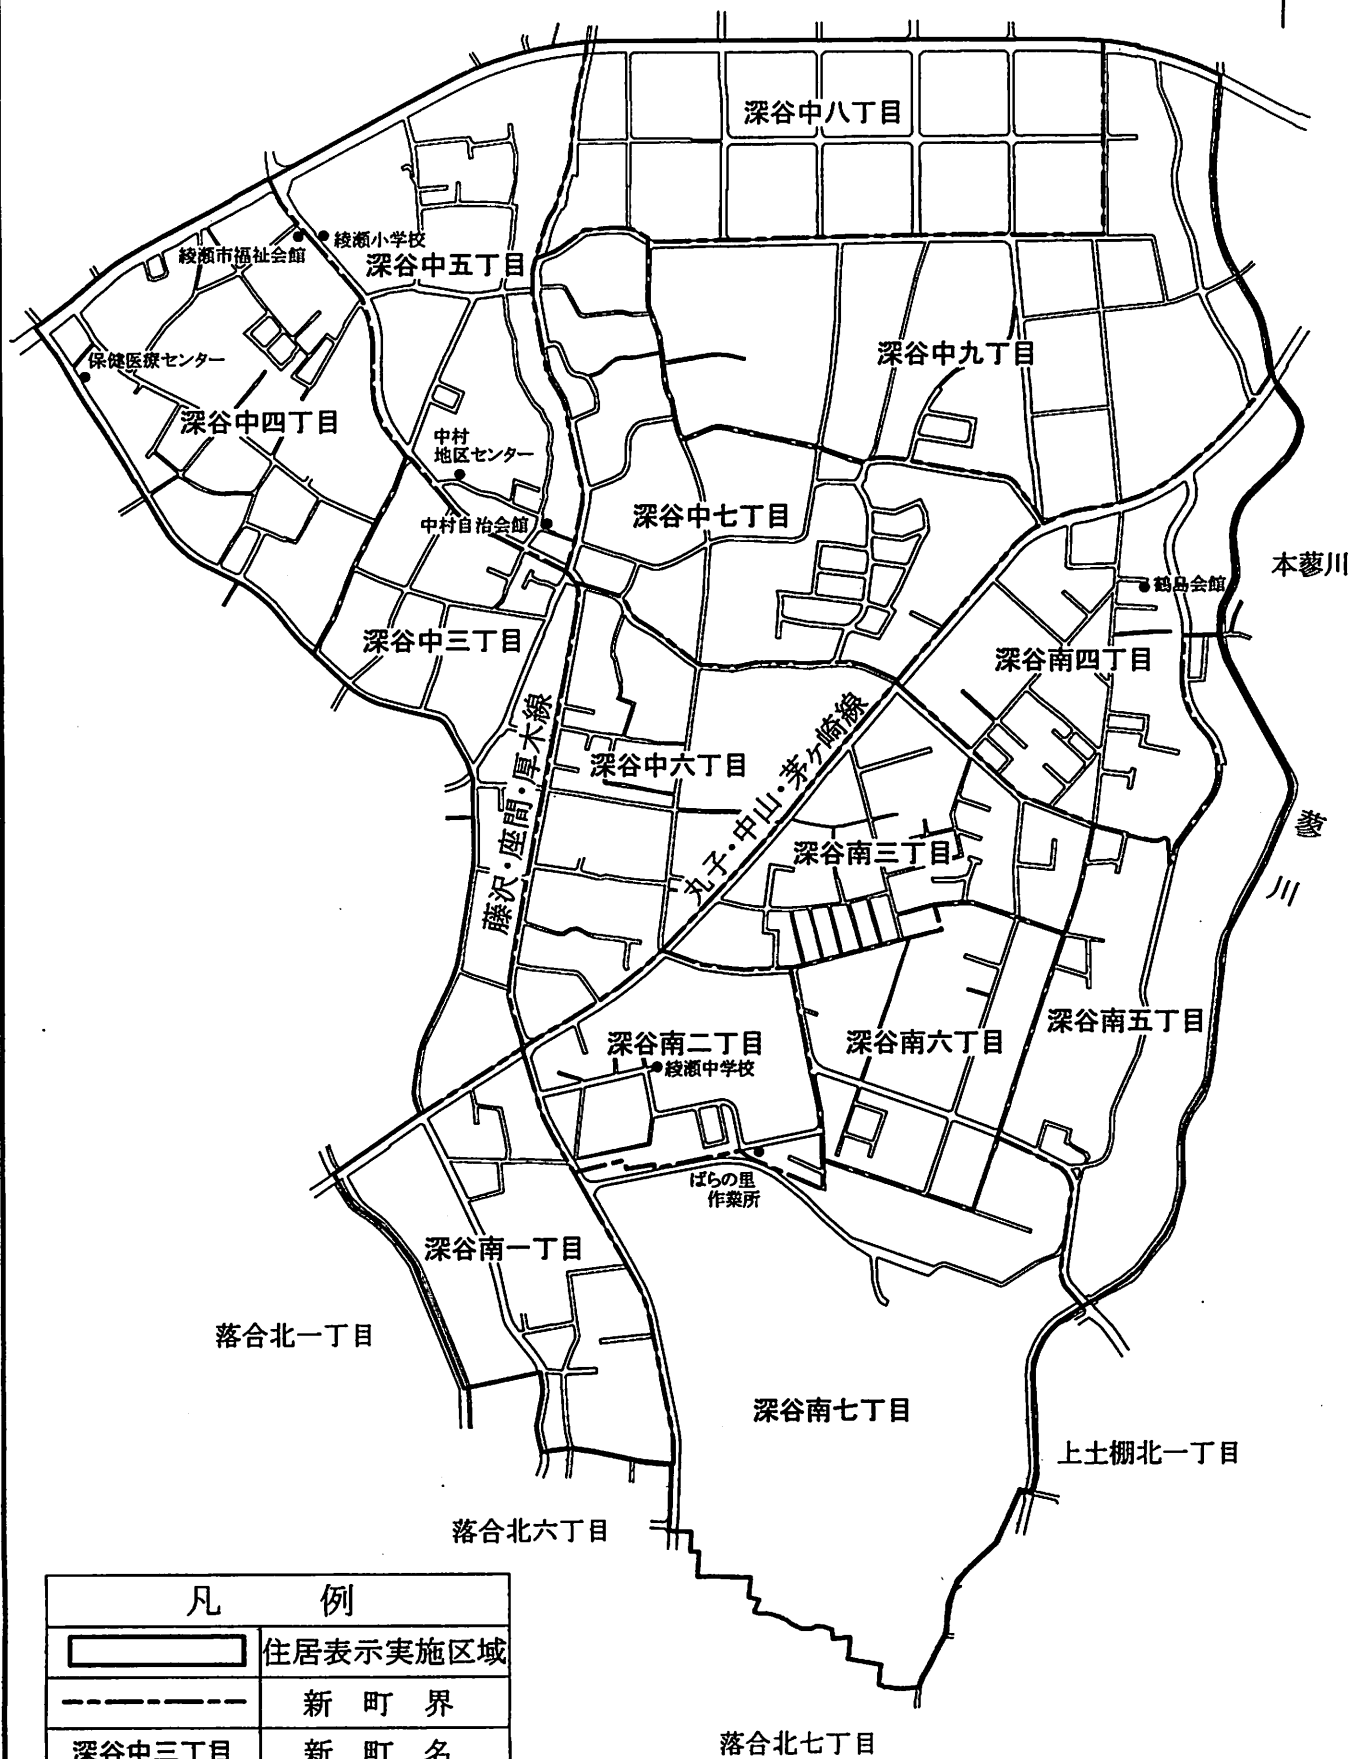 深谷中八丁目
綾瀬小学校
綾瀬市福祉会館
深谷中五丁目
保健医療センター
深谷中九丁目
深谷中四丁目
中村
地区センター
中村自治会館
深谷中七丁目
本蓼川
鶴島会館
深谷中三丁目
深谷南四丁目
藤沢・座間・厚木線
深谷中六丁目
丸子・中山・茅ヶ崎線
蓼川
深谷南三丁目
深谷南五丁目
深谷南二丁目
深谷南六丁目
綾瀬中学校
ばらの里
作業所
深谷南一丁目
落合北一丁目
深谷南七丁目
上土棚北一丁目
落合北六丁目
凡例
住居表示実施区域
新町界
深谷中三丁目 新町名
落合北七丁目